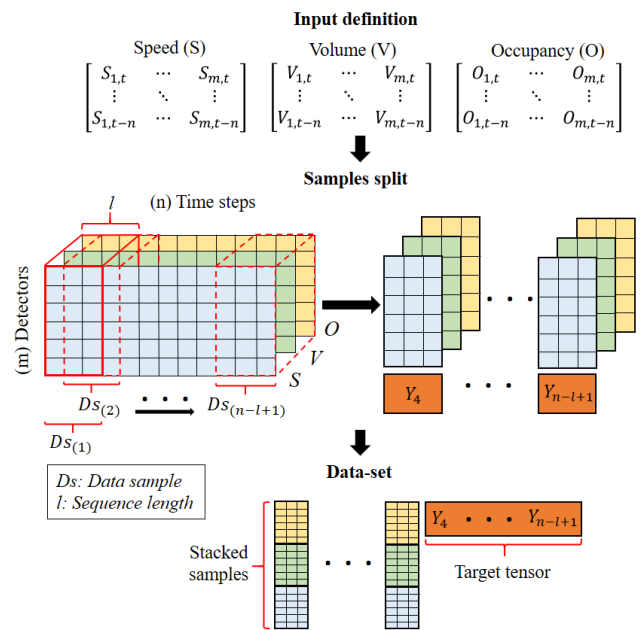 Input definition
Speed (S) Volume (V) Occupancy (O)
S1,t ⋯ Sm,t V1,t ⋯ Vm,t O1,t ⋯ Om,t
⋮ ⋱ ⋮ ⋮ ⋱ ⋮ ⋮ ⋱ ⋮
S1,t−n ⋯ Sm,t−n V1,t−n ⋯ Vm,t−n O1,t−n ⋯ Om,t−n
Samples split
l (n) Time steps
(m) Detectors
O
V
S
Ds(1)
Ds(2) • • • Ds(n−l+1)
• • •
Y4 • • • Yn−l+1
Ds: Data sample
l: Sequence length
Data-set
Stacked
samples
• • •
Y4 • • • Yn−l+1
Target tensor